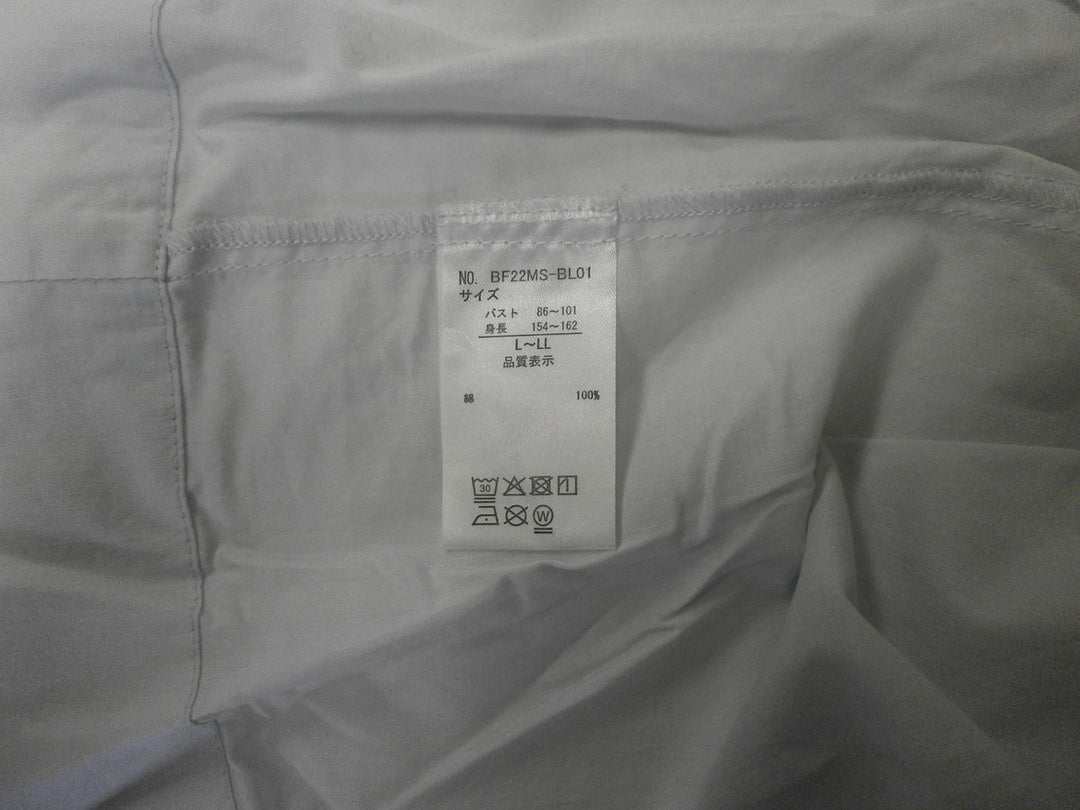 NO. BF22MS-BL01
サイズ
バスト 86～101
身長 154～162
L～LL
品質表示
綿 100%
30
W